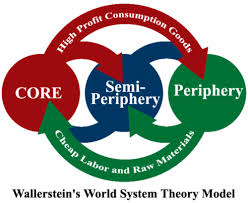 High Profit Consumption Goods
CORE
Semi-
Periphery
Periphery
Cheap Labor and Raw Materials
Wallerstein's World System Theory Model